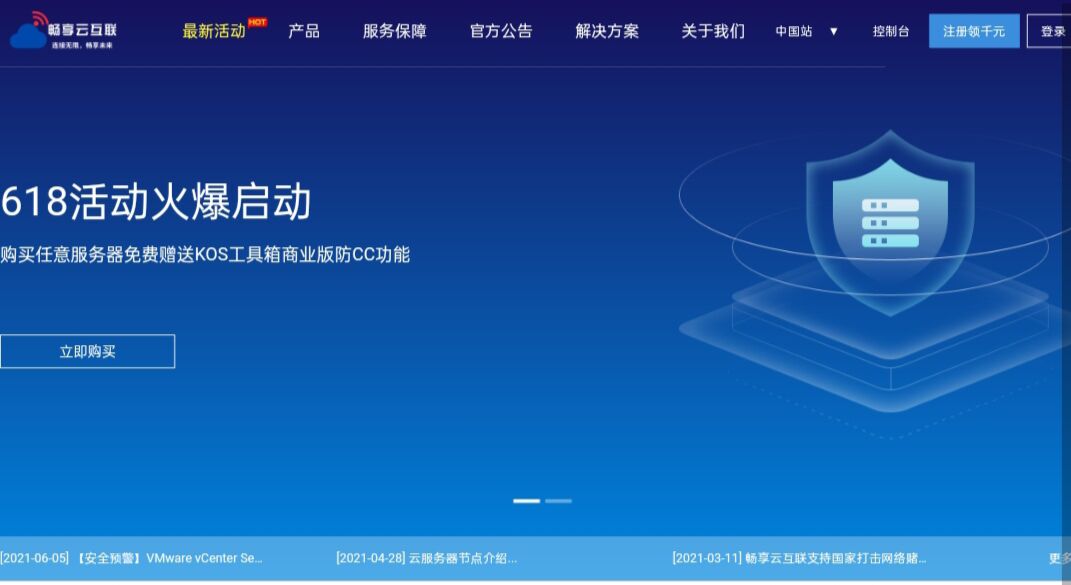 畅享云互联
连接无限，畅享未来
最新活动 HOT 产品 服务保障 官方公告 解决方案 关于我们 中国站 ▼ 控制台 注册领千元 登录
618活动火爆启动
购买任意服务器免费赠送KOS工具箱商业版防CC功能
立即购买
[2021-06-05] 【安全预警】VMware vCenter Se... [2021-04-28] 云服务器节点介绍... [2021-03-11] 畅享云互联支持国家打击网络赌... 更多